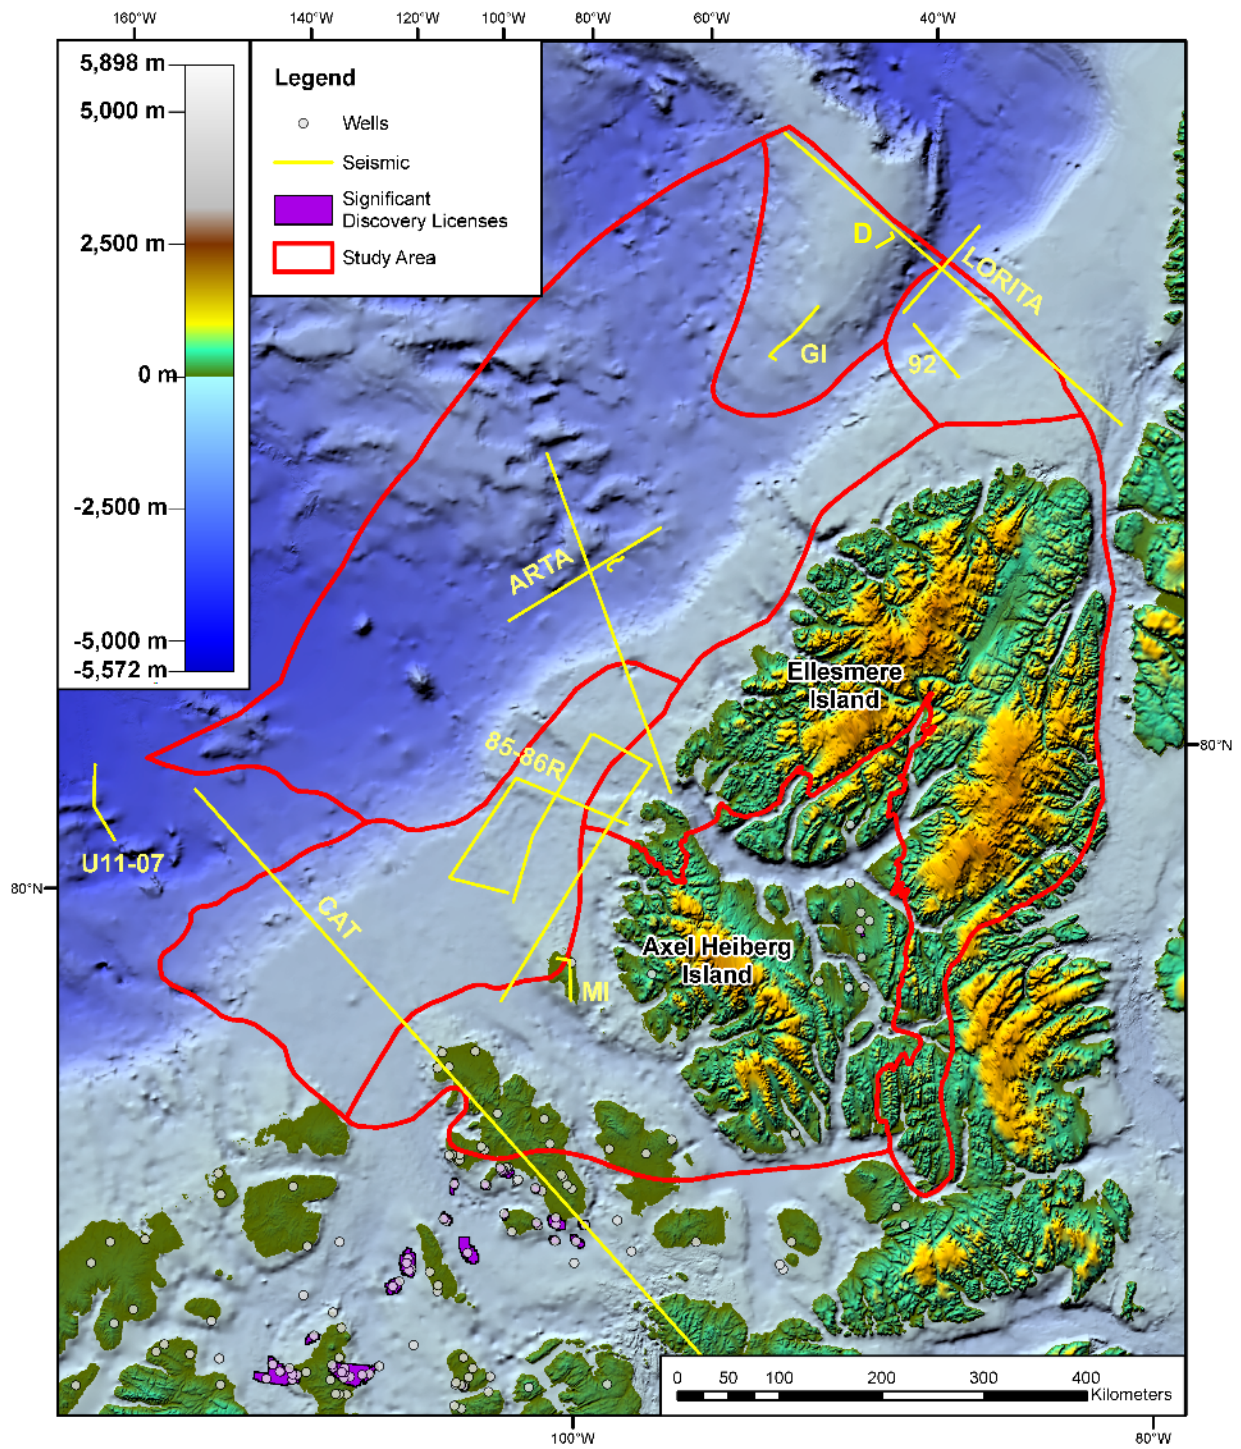 160°W 140°W 120°W 100°W 80°W 60°W 40°W
5,898 m
5,000 m
2,500 m
0 m
-2,500 m
-5,000 m
-5,572 m
Legend
Wells
Seismic
Significant
Discovery Licenses
Study Area
D
LORITA
GI
92
ARTA
Ellesmere
Island
85-86R
80°N
U11-07
80°N
CAT
Axel Heiberg
Island
MI
0 50 100 200 300 400
Kilometers
100°W 80°W